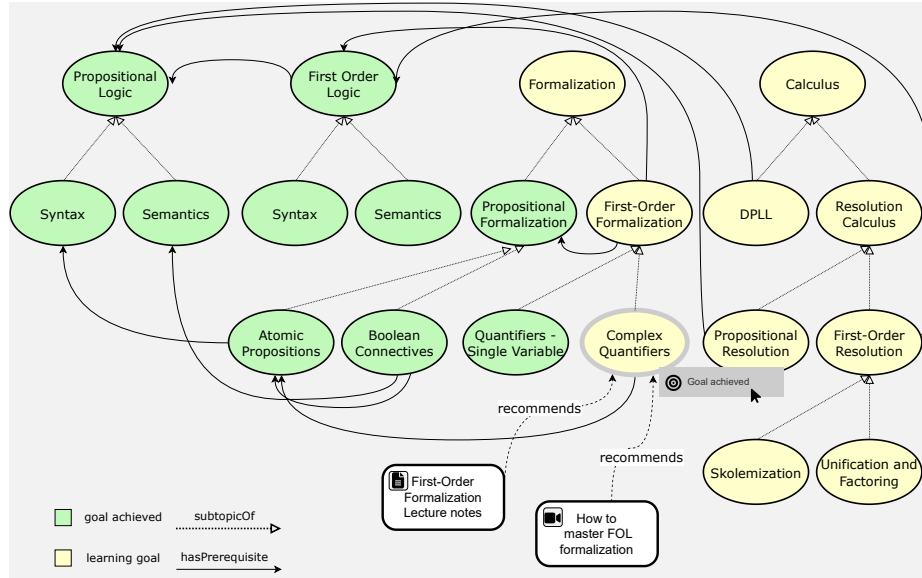 Propositional
Logic
First Order
Logic
Formalization
Calculus
Syntax
Semantics
Syntax
Semantics
Propositional
Formalization
First-Order
Formalization
DPLL
Resolution
Calculus
Atomic
Propositions
Boolean
Connectives
Quantifiers -
Single Variable
Complex
Quantifiers
Propositional
Resolution
First-Order
Resolution
Goal achieved
recommends
recommends
Skolemization
Unification and
Factoring
First-Order
Formalization
Lecture notes
How to
master FOL
formalization
goal achieved
subtopicOf
learning goal
hasPrerequisite